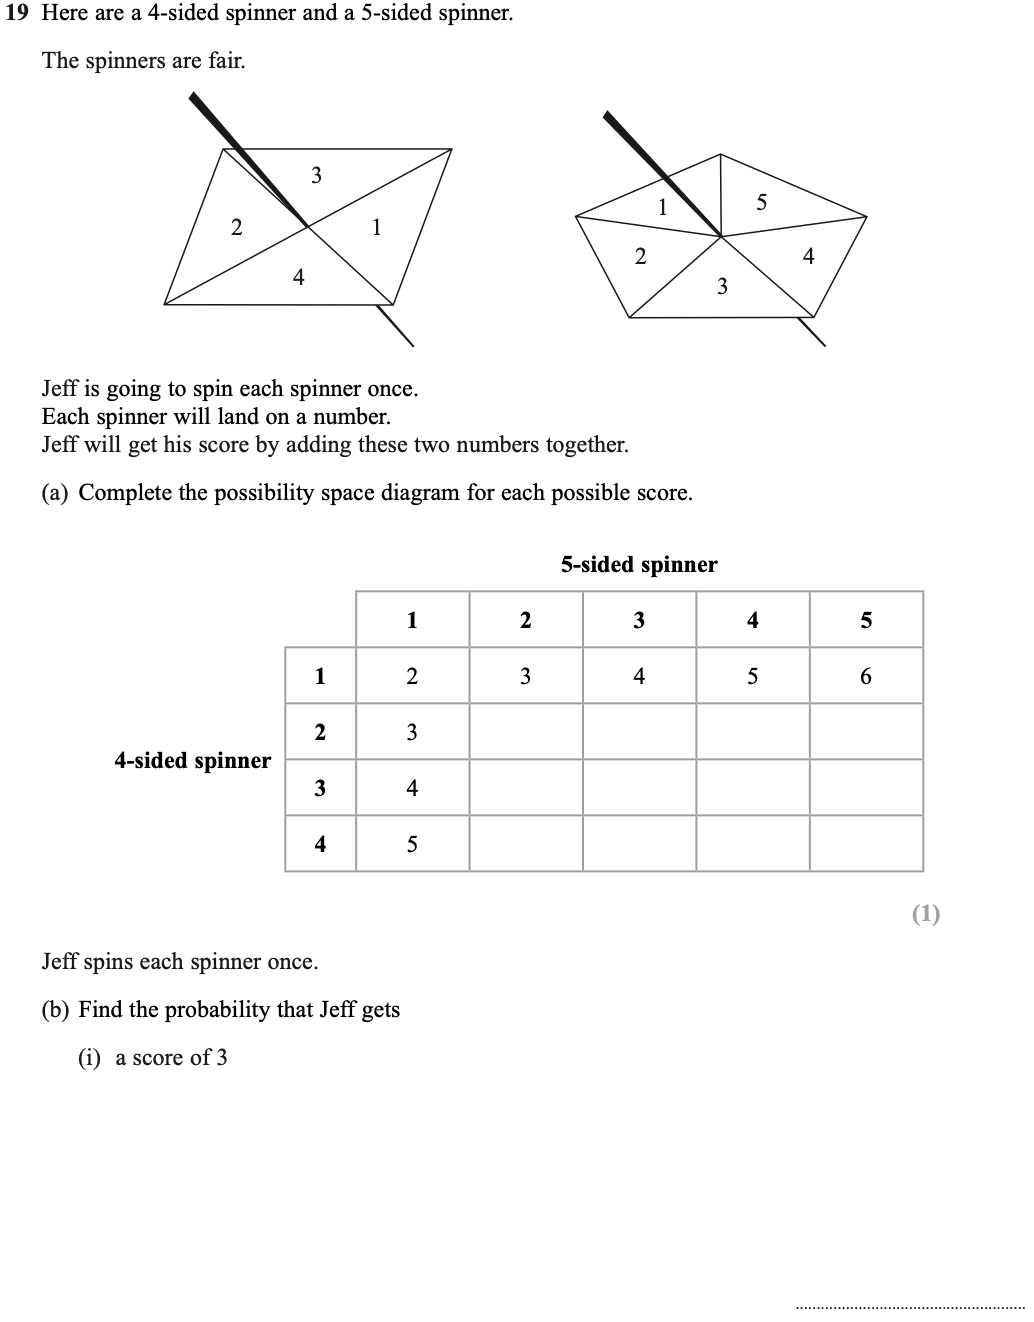 19 Here are a 4-sided spinner and a 5-sided spinner.
The spinners are fair.
3
2
1
4
1
5
2
4
3
Jeff is going to spin each spinner once.
Each spinner will land on a number.
Jeff will get his score by adding these two numbers together.
(a) Complete the possibility space diagram for each possible score.
5-sided spinner
1 2 3 4 5
1 2 3 4 5 6
2 3
4-sided spinner
3 4
4 5
(1)
Jeff spins each spinner once.
(b) Find the probability that Jeff gets
(i) a score of 3